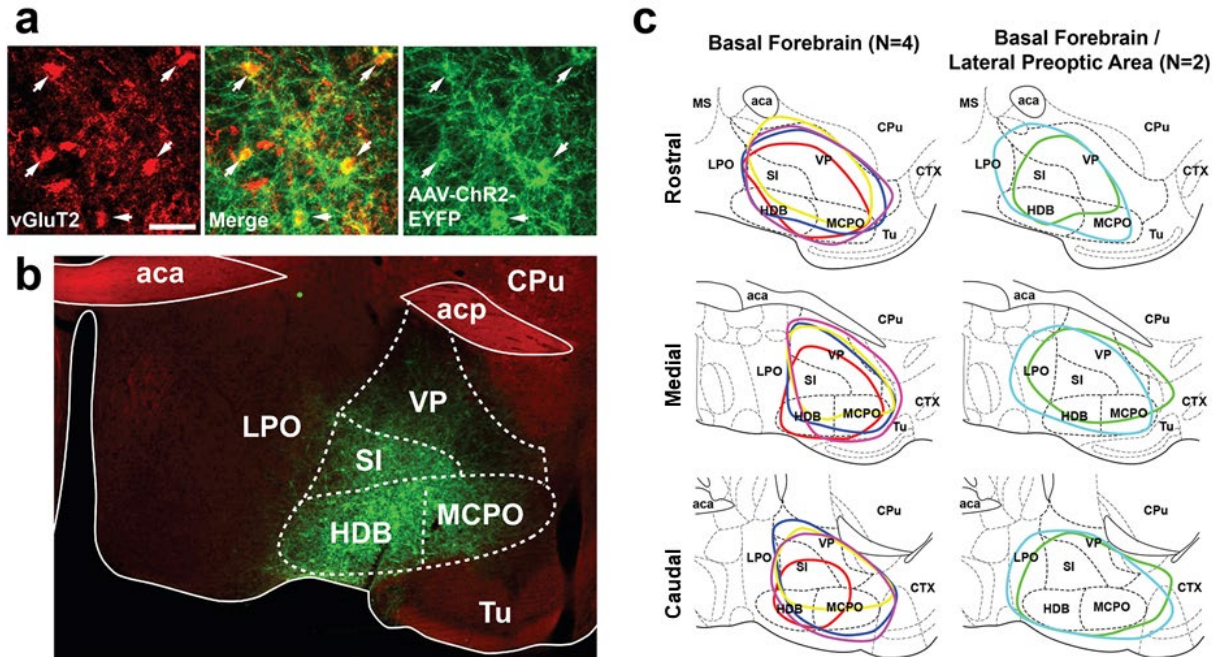 a
vGluT2
Merge
AAV-ChR2-
EYFP
b
aca
CPu
acp
VP
LPO
SI
MCPO
HDB
Tu
c
Basal Forebrain (N=4)
Basal Forebrain /
Lateral Preoptic Area (N=2)
Rostral
MS
aca
CPu
LPO
VP
SI
CTX
HDB
MCPO
Tu
MS
aca
CPu
LPO
VP
SI
CTX
HDB
MCPO
Tu
Medial
aca
CPu
LPO
VP
SI
HDB
MCPO
CTX
Tu
aca
CPu
VP
LPO
SI
HDB
MCPO
CTX
Tu
Caudal
aca
CPu
LPO
VP
SI
CTX
HDB
MCPO
aca
CPu
LPO
VP
SI
CTX
HDB
MCPO